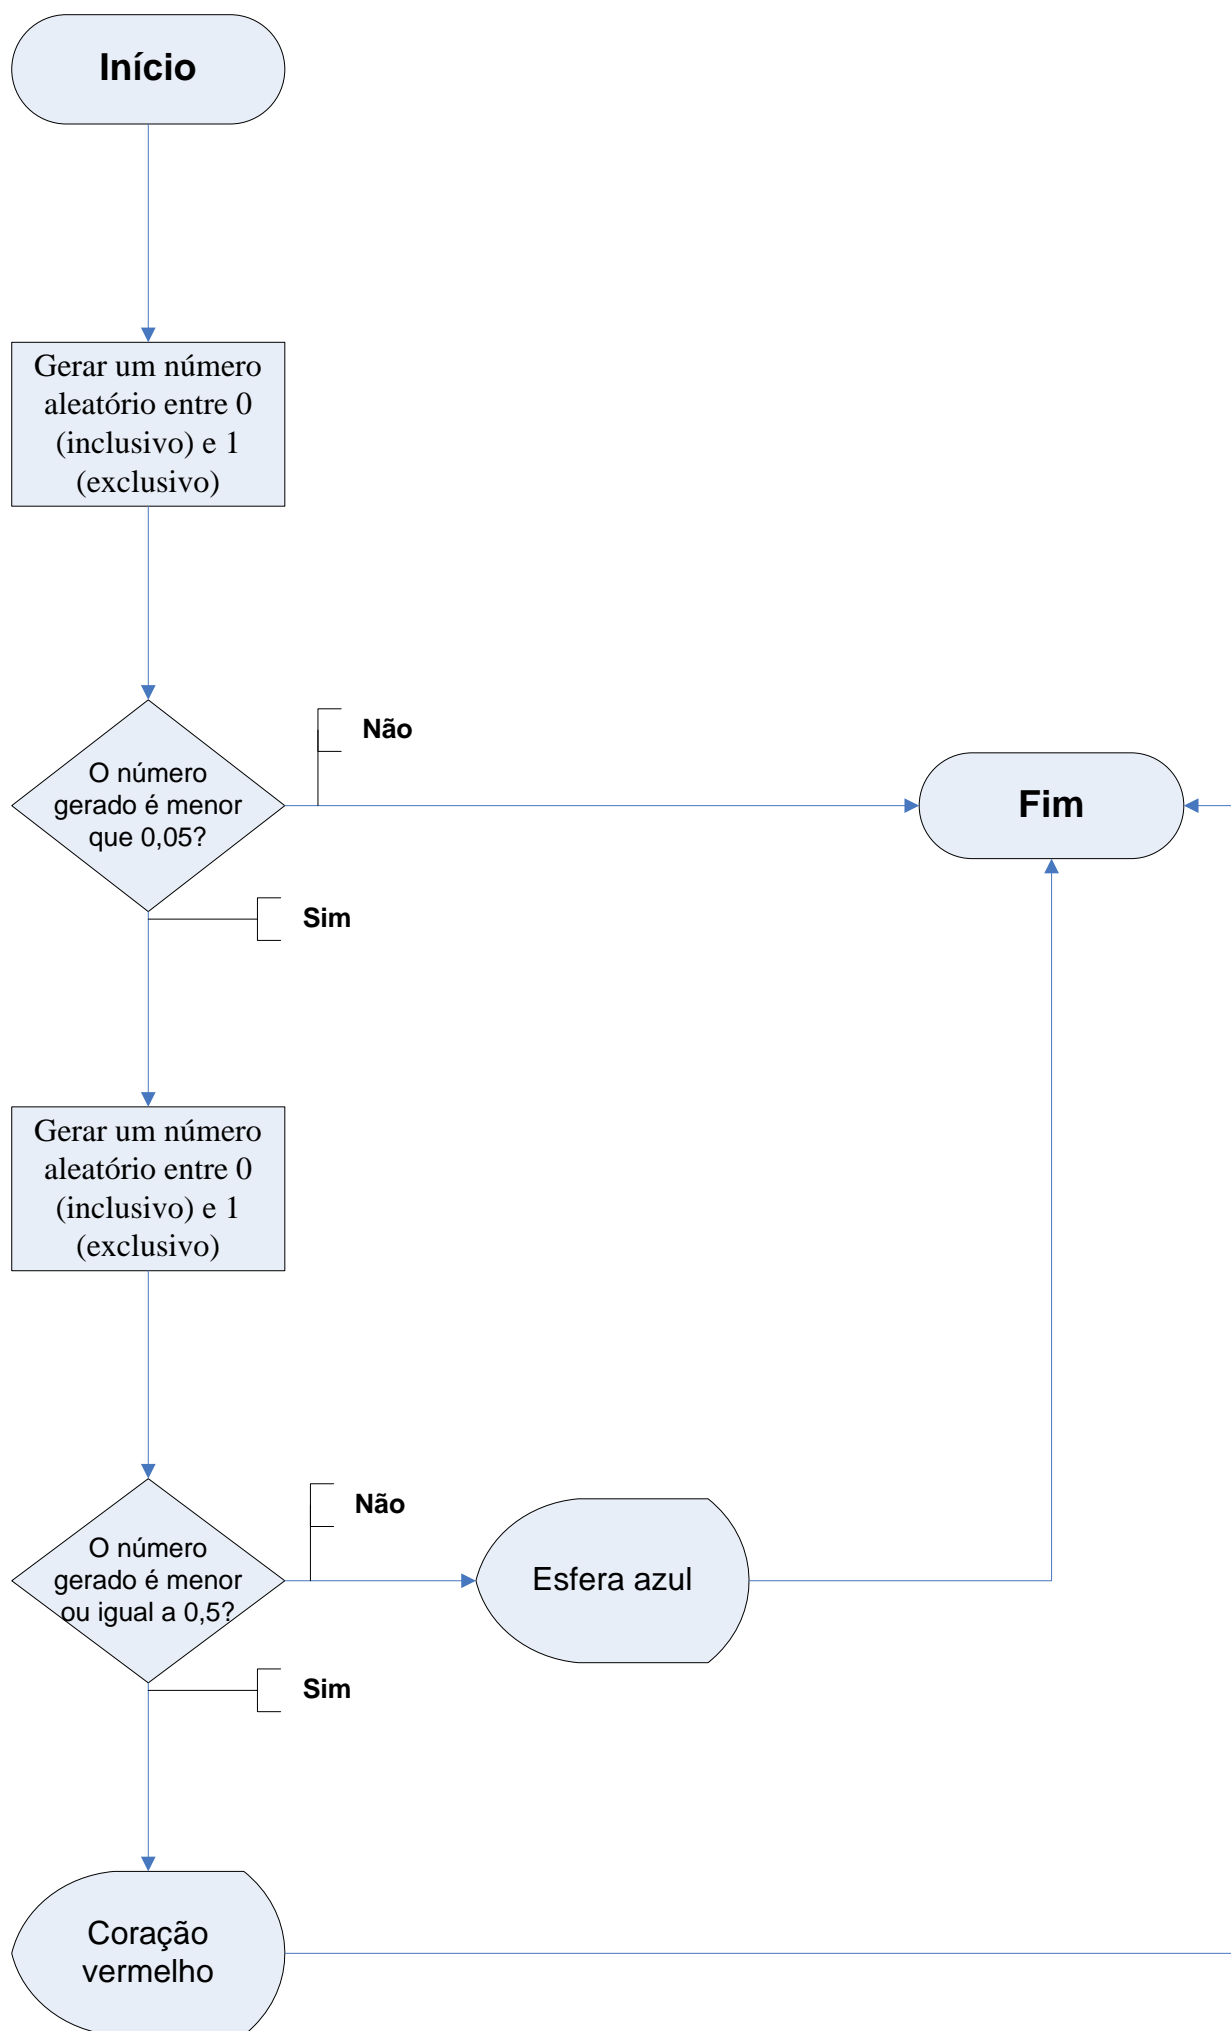 Início
Gerar um número
aleatório entre 0
(inclusivo) e 1
(exclusivo)
Não
O número
gerado é menor
que 0,05?
Fim
Sim
Gerar um número
aleatório entre 0
(inclusivo) e 1
(exclusivo)
Não
O número
gerado é menor
ou igual a 0,5?
Esfera azul
Sim
Coração
vermelho